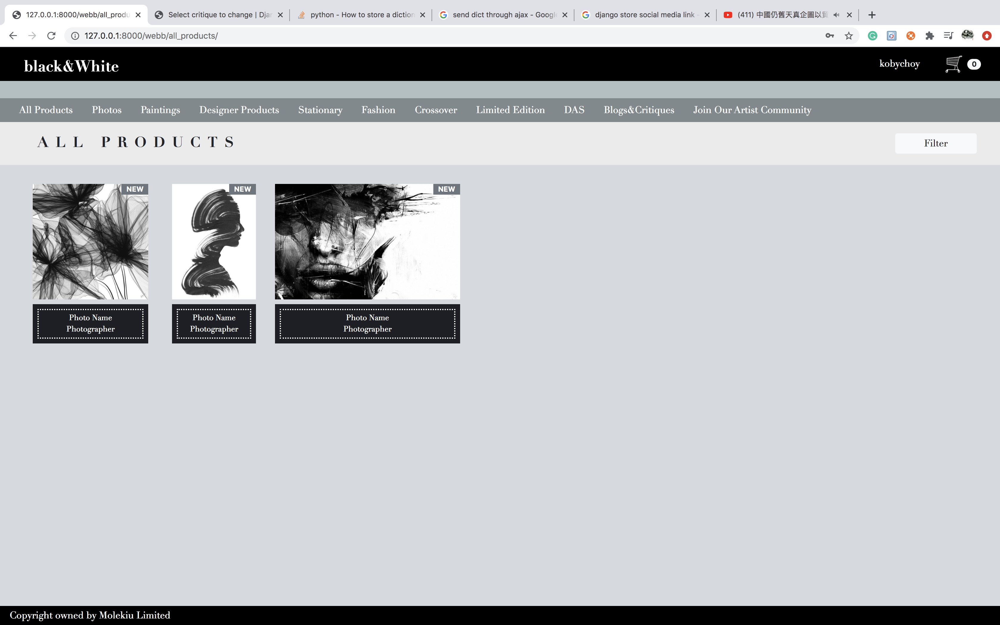 127.0.0.1:8000/webb/all_produ
Select critique to change | Djan
python - How to store a diction
send dict through ajax - Google
django store social media link -
(411) 中國仍舊天真企圖以貿
127.0.0.1:8000/webb/all_products/
black&White
kobychoy
0
All Products Photos Paintings Designer Products Stationary Fashion Crossover Limited Edition DAS Blogs&Critiques Join Our Artist Community
ALL PRODUCTS
Filter
NEW
NEW
NEW
Photo Name
Photographer
Photo Name
Photographer
Photo Name
Photographer
Copyright owned by Molekiu Limited